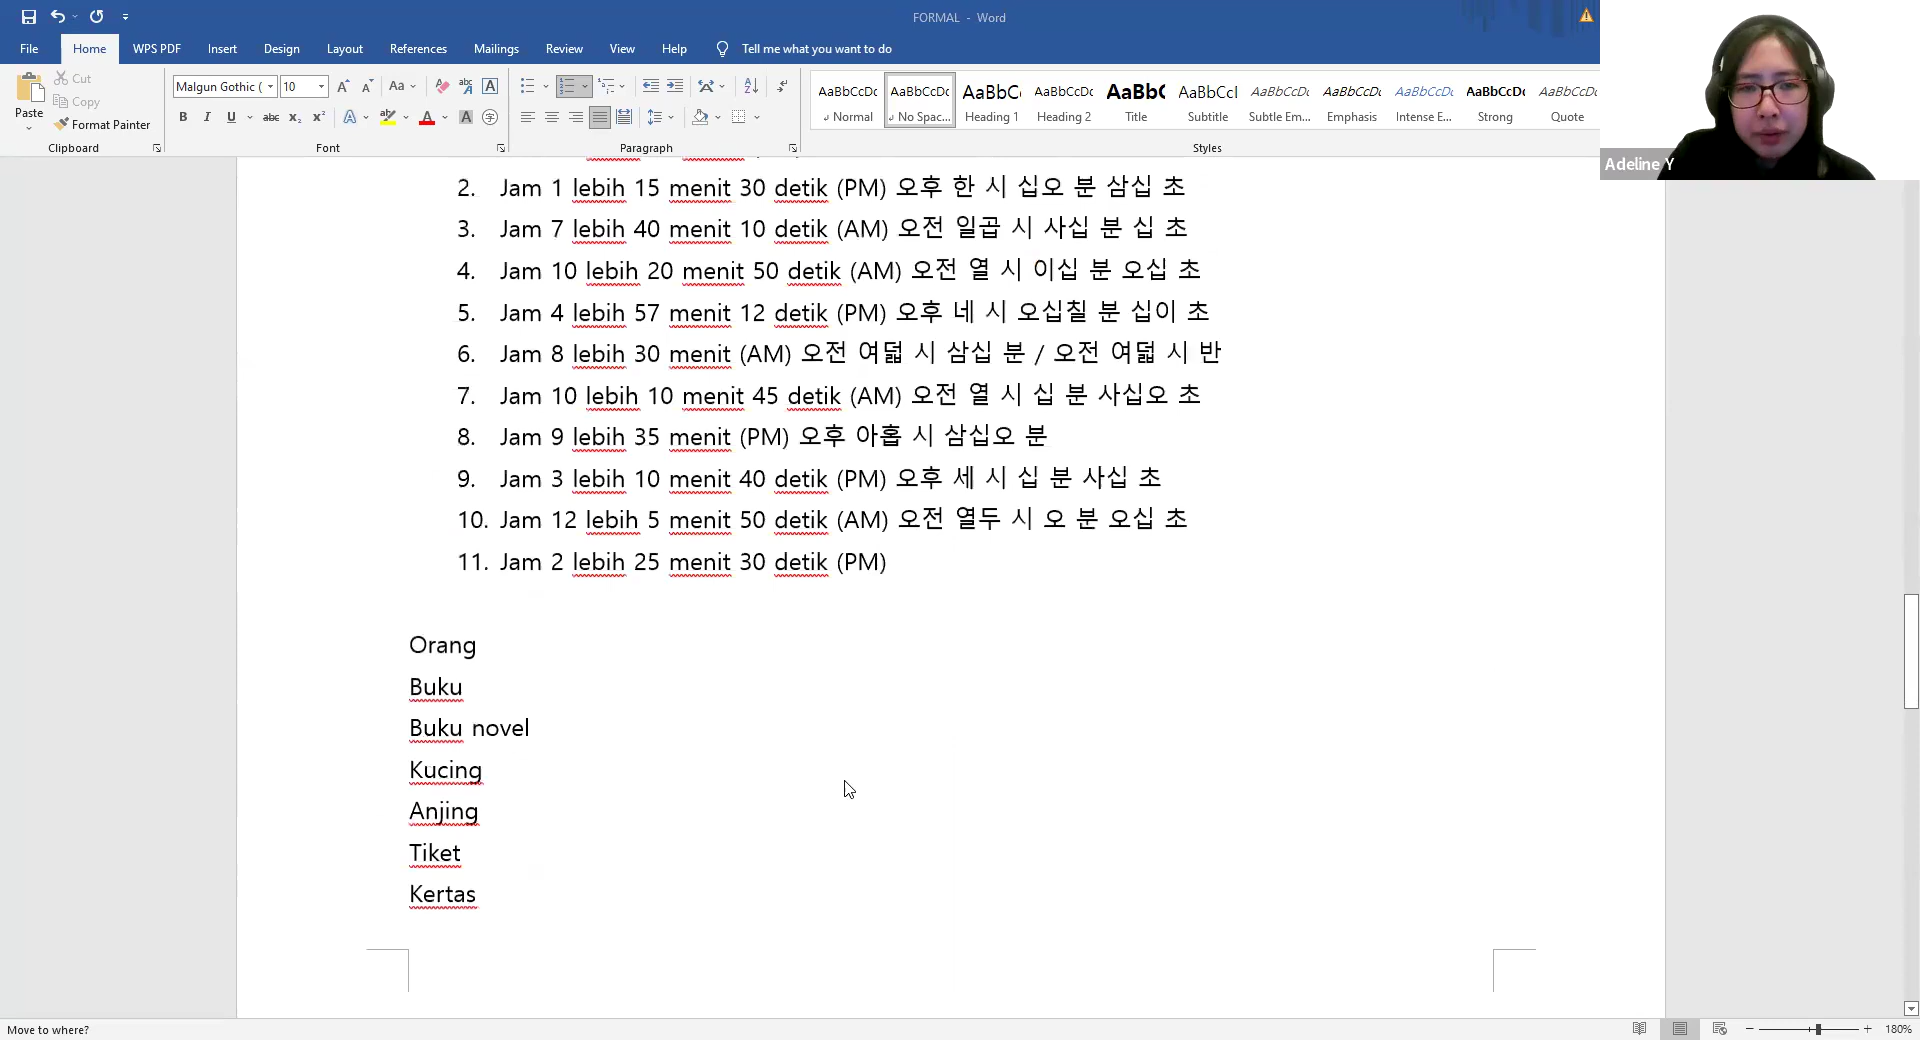 FORMAL - Word
File Home WPS PDF Insert Design Layout References Mailings Review View Help Tell me what you want to do
Paste
Cut
Copy
Format Painter
Clipboard
Malgun Gothic ( 10
Font
Paragraph
AaBbCcDc AaBbCcDc AaBbC AaBbCcDc AaBbC AaBbCcI AaBbCcDc AaBbCcDc AaBbCcDc AaBbCcDc AaBbCcDc
Normal No Spac... Heading 1 Heading 2 Title Subtitle Subtle Em... Emphasis Intense E... Strong Quote
Styles
Adeline Y
2. Jam 1 lebih 15 menit 30 detik (PM) 오후 한 시 십오 분 삼십 초
3. Jam 7 lebih 40 menit 10 detik (AM) 오전 일곱 시 사십 분 십 초
4. Jam 10 lebih 20 menit 50 detik (AM) 오전 열 시 이십 분 오십 초
5. Jam 4 lebih 57 menit 12 detik (PM) 오후 네 시 오십칠 분 십이 초
6. Jam 8 lebih 30 menit (AM) 오전 여덟 시 삼십 분 / 오전 여덟 시 반
7. Jam 10 lebih 10 menit 45 detik (AM) 오전 열 시 십 분 사십오 초
8. Jam 9 lebih 35 menit (PM) 오후 아홉 시 삼십오 분
9. Jam 3 lebih 10 menit 40 detik (PM) 오후 세 시 십 분 사십 초
10. Jam 12 lebih 5 menit 50 detik (AM) 오전 열두 시 오 분 오십 초
11. Jam 2 lebih 25 menit 30 detik (PM)
Orang
Buku
Buku novel
Kucing
Anjing
Tiket
Kertas
Move to where?
180%